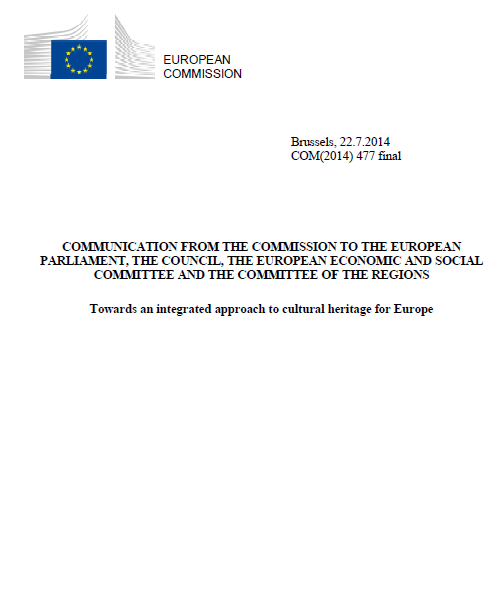 EUROPEAN
COMMISSION
Brussels, 22.7.2014
COM(2014) 477 final
COMMUNICATION FROM THE COMMISSION TO THE EUROPEAN
PARLIAMENT, THE COUNCIL, THE EUROPEAN ECONOMIC AND SOCIAL
COMMITTEE AND THE COMMITTEE OF THE REGIONS
Towards an integrated approach to cultural heritage for Europe